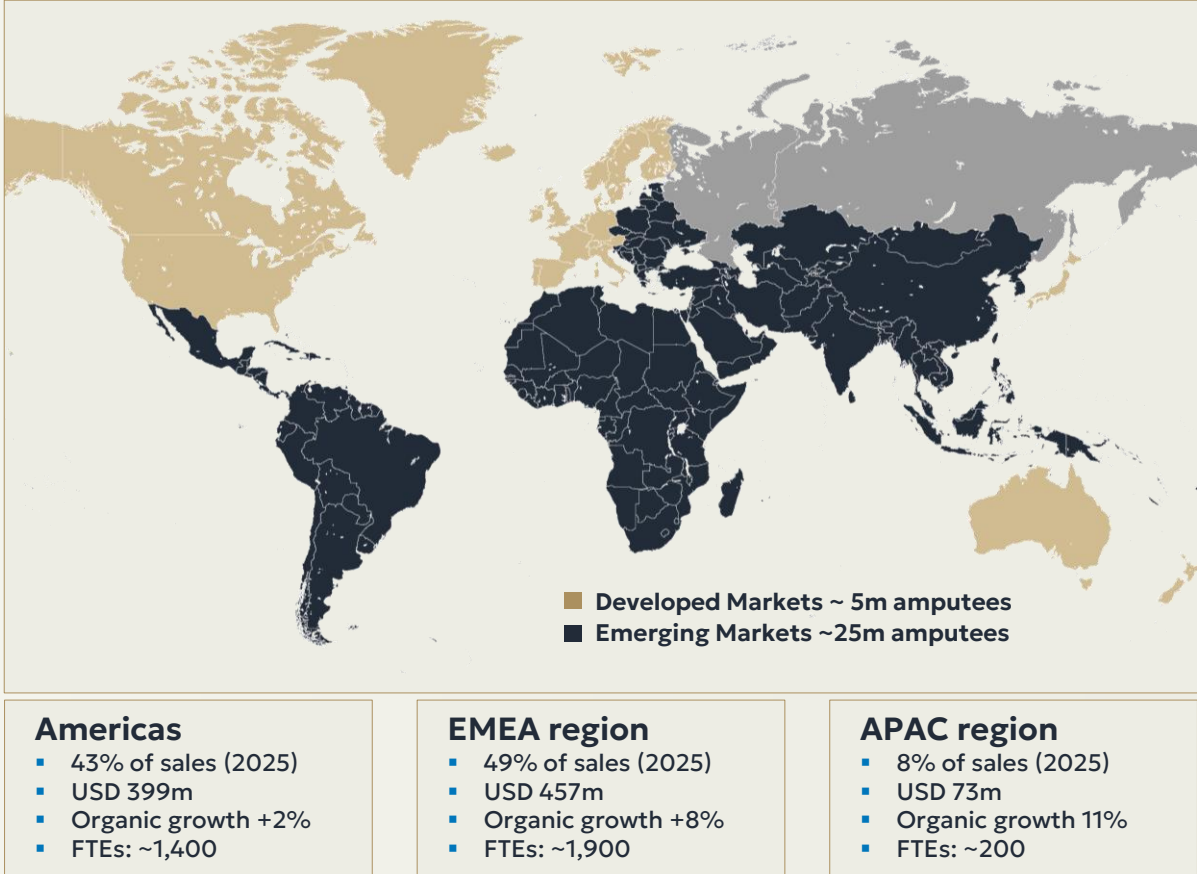 Developed Markets ~ 5m amputees
Emerging Markets ~25m amputees
Americas
▪ 43% of sales (2025)
▪ USD 399m
▪ Organic growth +2%
▪ FTEs: ~1,400
EMEA region
▪ 49% of sales (2025)
▪ USD 457m
▪ Organic growth +8%
▪ FTEs: ~1,900
APAC region
▪ 8% of sales (2025)
▪ USD 73m
▪ Organic growth 11%
▪ FTEs: ~200